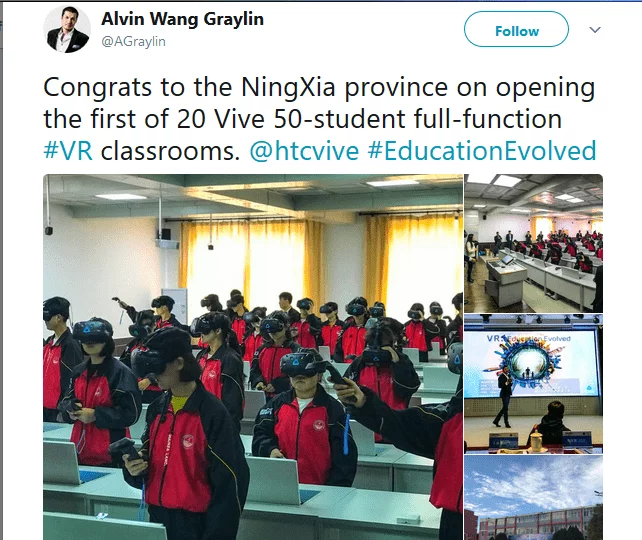 Alvin Wang Graylin
@AGraylin
Follow
Congrats to the NingXia province on opening
the first of 20 Vive 50-student full-function
#VR classrooms. @htcvive #EducationEvolved
VR: Education Evolved